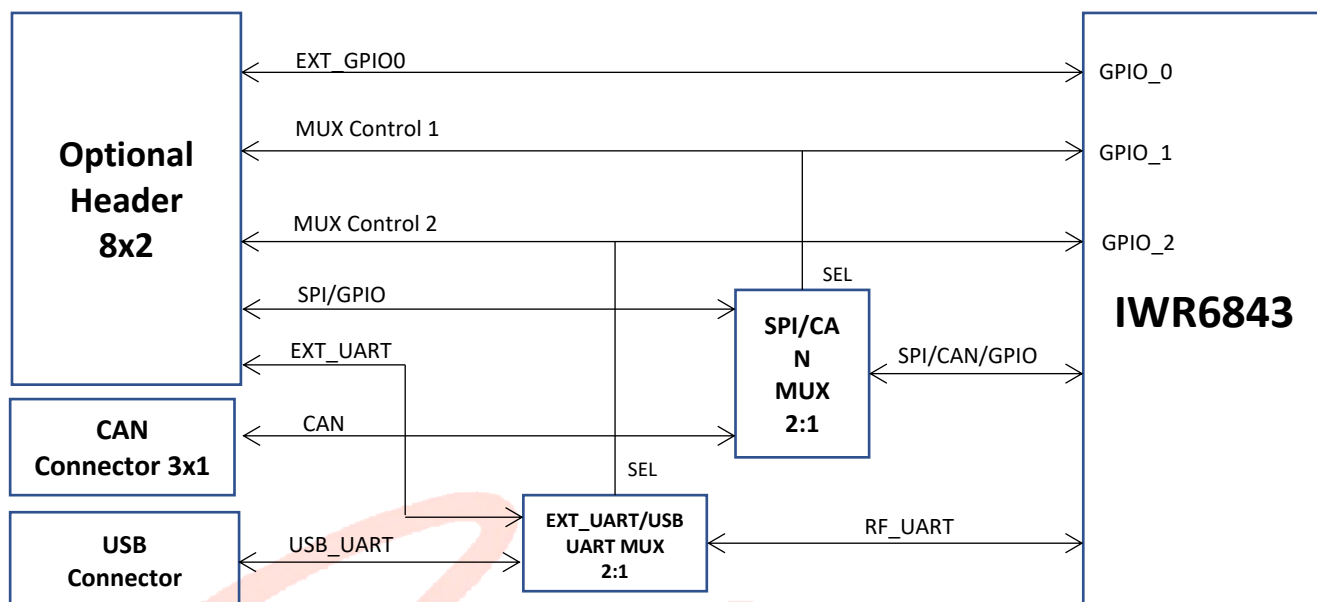 EXT_GPIO0
GPIO_0
MUX Control 1
GPIO_1
Optional
Header
8x2
MUX Control 2
GPIO_2
SEL
SPI/GPIO
SPI/CA
N
MUX
2:1
IWR6843
EXT_UART
SPI/CAN/GPIO
CAN
Connector 3x1
CAN
SEL
EXT_UART/USB
UART MUX
2:1
RF_UART
USB
Connector
USB_UART